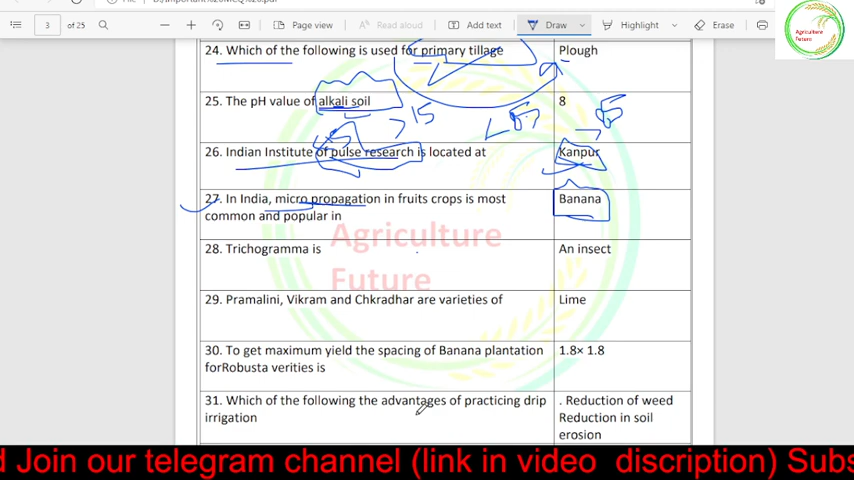 3 of 25
Page view
Read aloud
Add text
Draw
Highlight
Erase
Agriculture
Future
24. Which of the following is used for primary tillage
Plough
25. The pH value of alkali soil
8
15
26. Indian Institute of pulse research is located at
Kanpur
27. In India, micro propagation in fruits crops is most
common and popular in
Banana
Agriculture
Future
28. Trichogramma is
An insect
29. Pramalini, Vikram and Chkradhar are varieties of
Lime
30. To get maximum yield the spacing of Banana plantation
forRobusta verities is
1.8× 1.8
31. Which of the following the advantages of practicing drip
irrigation
. Reduction of weed
Reduction in soil
erosion
d Join our telegram channel (link in video discription) Subs